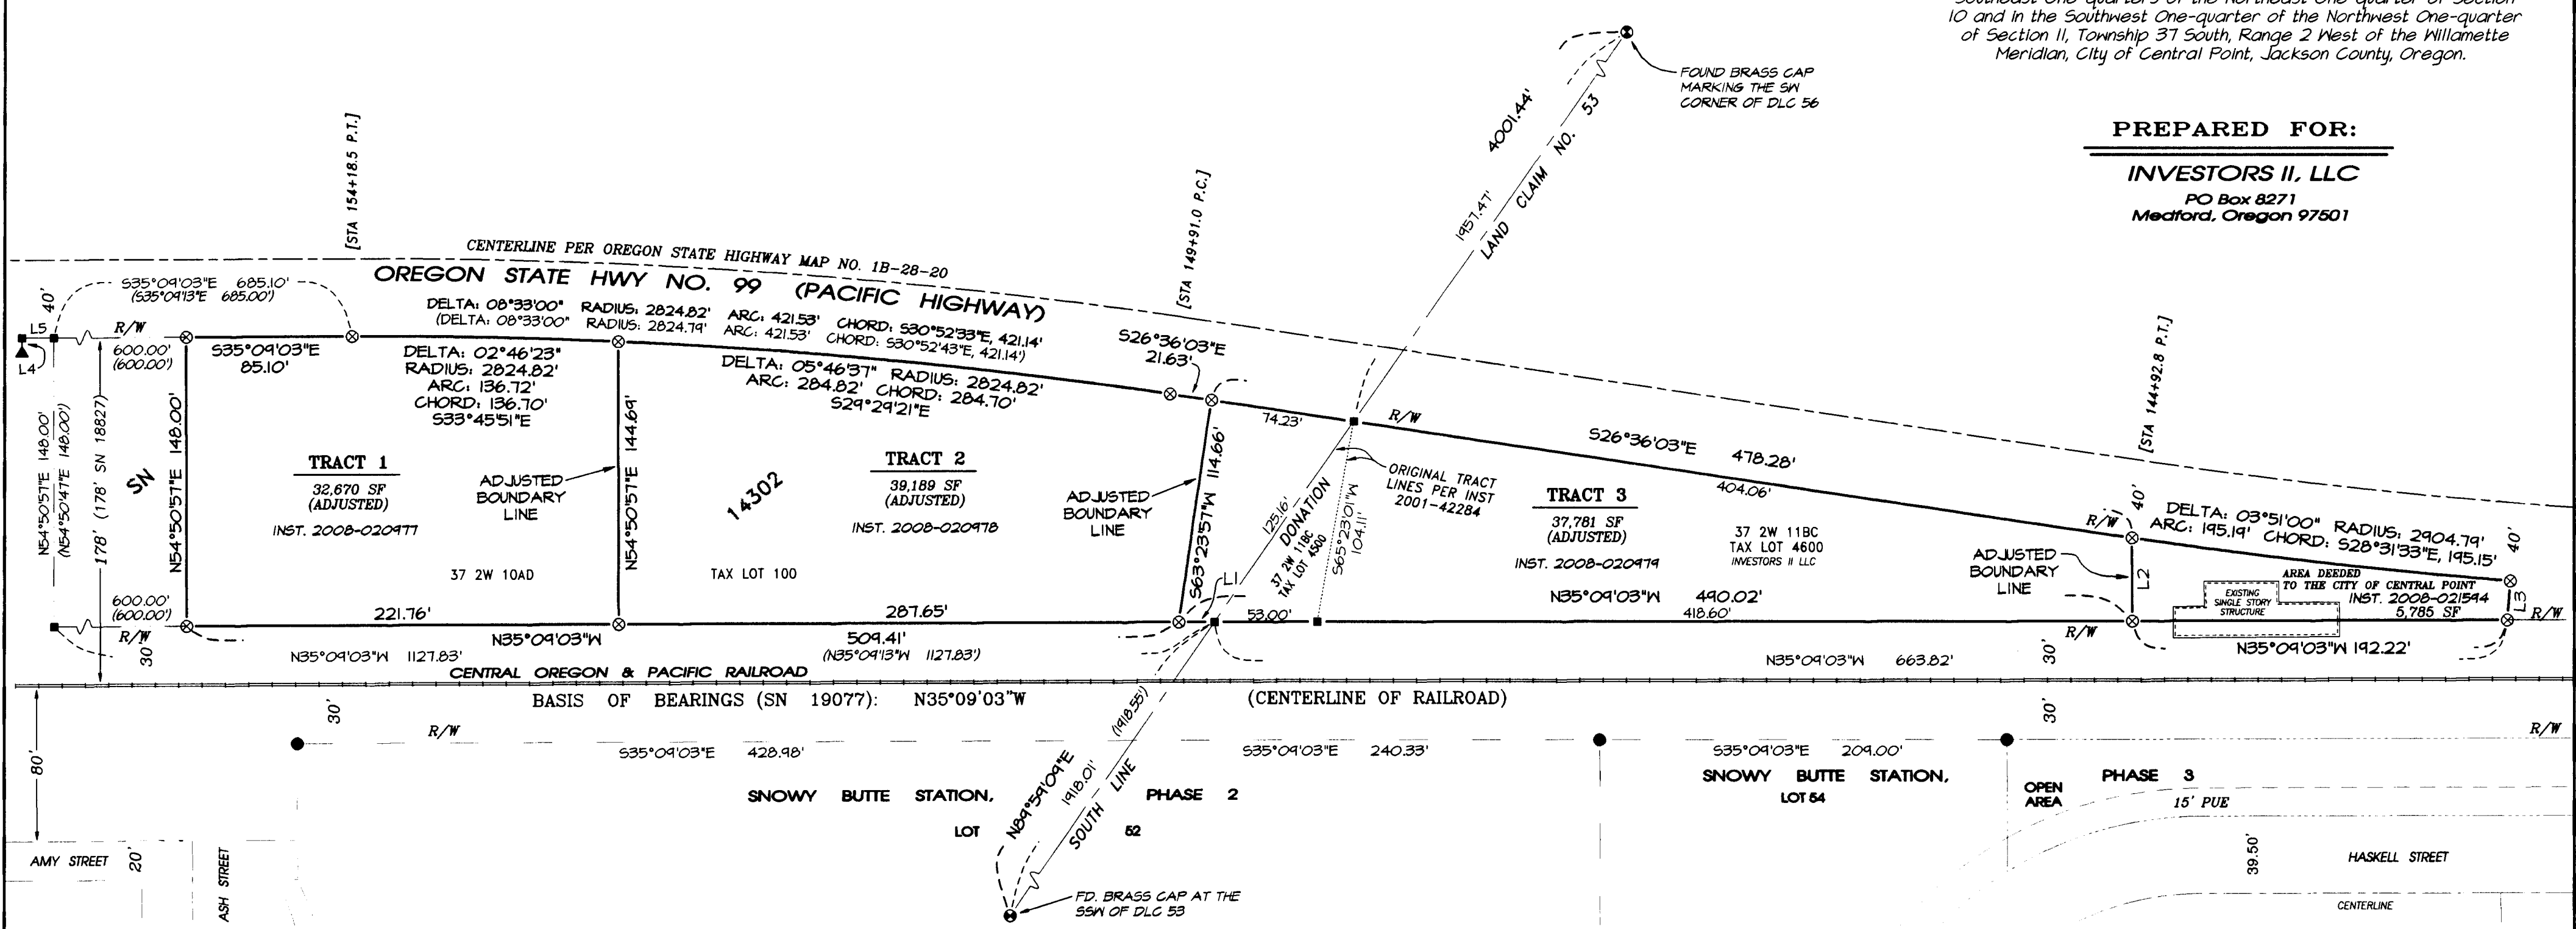 Southeast One-quarters of the Northeast One-quarter of Section
10 and in the Southwest One-quarter of the Northwest One-quarter
of Section 11, Township 37 South, Range 2 West of the Willamette
Meridian, City of Central Point, Jackson County, Oregon.
PREPARED FOR:
INVESTORS II, LLC
PO Box 8271
Medford, Oregon 97501
FOUND BRASS CAP
MARKING THE SW
CORNER OF DLC 56
4001.44'
1957.47'
LAND CLAIM NO. 53
[STA 154+18.5 P.T.]
[STA 149+91.0 P.C.]
[STA 144+92.8 P.T.]
CENTERLINE PER OREGON STATE HIGHWAY MAP NO. 1B-28-20
OREGON STATE HWY NO. 99 (PACIFIC HIGHWAY)
S35°09'03"E 685.10'
(S35°09'13"E 685.00')
40'
DELTA: 08°33'00" RADIUS: 2824.82' ARC: 421.53' CHORD: S30°52'33"E, 421.14'
(DELTA: 08°33'00" RADIUS: 2824.79' ARC: 421.53' CHORD: S30°52'43"E, 421.14')
L5
R/W
L4
600.00'
(600.00')
S35°09'03"E
85.10'
DELTA: 02°46'23"
RADIUS: 2824.82'
ARC: 136.72'
CHORD: 136.70'
S33°45'51"E
DELTA: 05°46'37" RADIUS: 2824.82'
ARC: 284.82' CHORD: 284.70'
S29°29'21"E
S26°36'03"E
21.63'
74.23'
R/W
S26°36'03"E 478.28'
404.06'
N54°50'57"E 148.00'
(N54°50'47"E 148.00')
178' (178' SN 18827)
SN
14302
N54°50'57"E 148.00'
TRACT 1
32,670 SF
(ADJUSTED)
INST. 2008-020977
37 2W 10AD
ADJUSTED
BOUNDARY
LINE
N54°50'57"E 144.69'
TRACT 2
39,189 SF
(ADJUSTED)
INST. 2008-020978
TAX LOT 100
ADJUSTED
BOUNDARY
LINE
S63°23'57"W 114.66'
125.16'
DONATION
37 2W 11BC
TAX LOT 4500
S65°23'01"W
104.11'
ORIGINAL TRACT
LINES PER INST
2001-42284
TRACT 3
37,781 SF
(ADJUSTED)
INST. 2008-020979
37 2W 11BC
TAX LOT 4600
INVESTORS II LLC
ADJUSTED
BOUNDARY
LINE
R/W
40'
DELTA: 03°51'00" RADIUS: 2904.79'
ARC: 195.19' CHORD: S28°31'33"E, 195.15'
40'
L2
L3
AREA DEEDED
TO THE CITY OF CENTRAL POINT
INST. 2008-021594
5,785 SF
EXISTING
SINGLE STORY
STRUCTURE
R/W
600.00'
(600.00')
R/W
30'
221.76'
287.65'
L1
53.00'
N35°09'03"W 490.02'
418.60'
R/W
N35°09'03"W
509.41'
N35°09'03"W 1127.83'
(N35°09'13"W 1127.83')
N35°09'03"W 663.82'
30'
N35°09'03"W 192.22'
CENTRAL OREGON & PACIFIC RAILROAD
BASIS OF BEARINGS (SN 19077): N35°09'03"W (CENTERLINE OF RAILROAD)
30'
R/W
30'
R/W
80'
S35°09'03"E 428.98'
S35°09'03"E 240.33'
S35°09'03"E 209.00'
(1918.55')
N89°59'09"E
1918.01'
SOUTH LINE
SNOWY BUTTE STATION, PHASE 2
LOT 52
SNOWY BUTTE STATION, PHASE 3
LOT 54
OPEN
AREA
15' PUE
AMY STREET
20'
ASH STREET
FD. BRASS CAP AT THE
SSW OF DLC 53
39.50'
HASKELL STREET
CENTERLINE